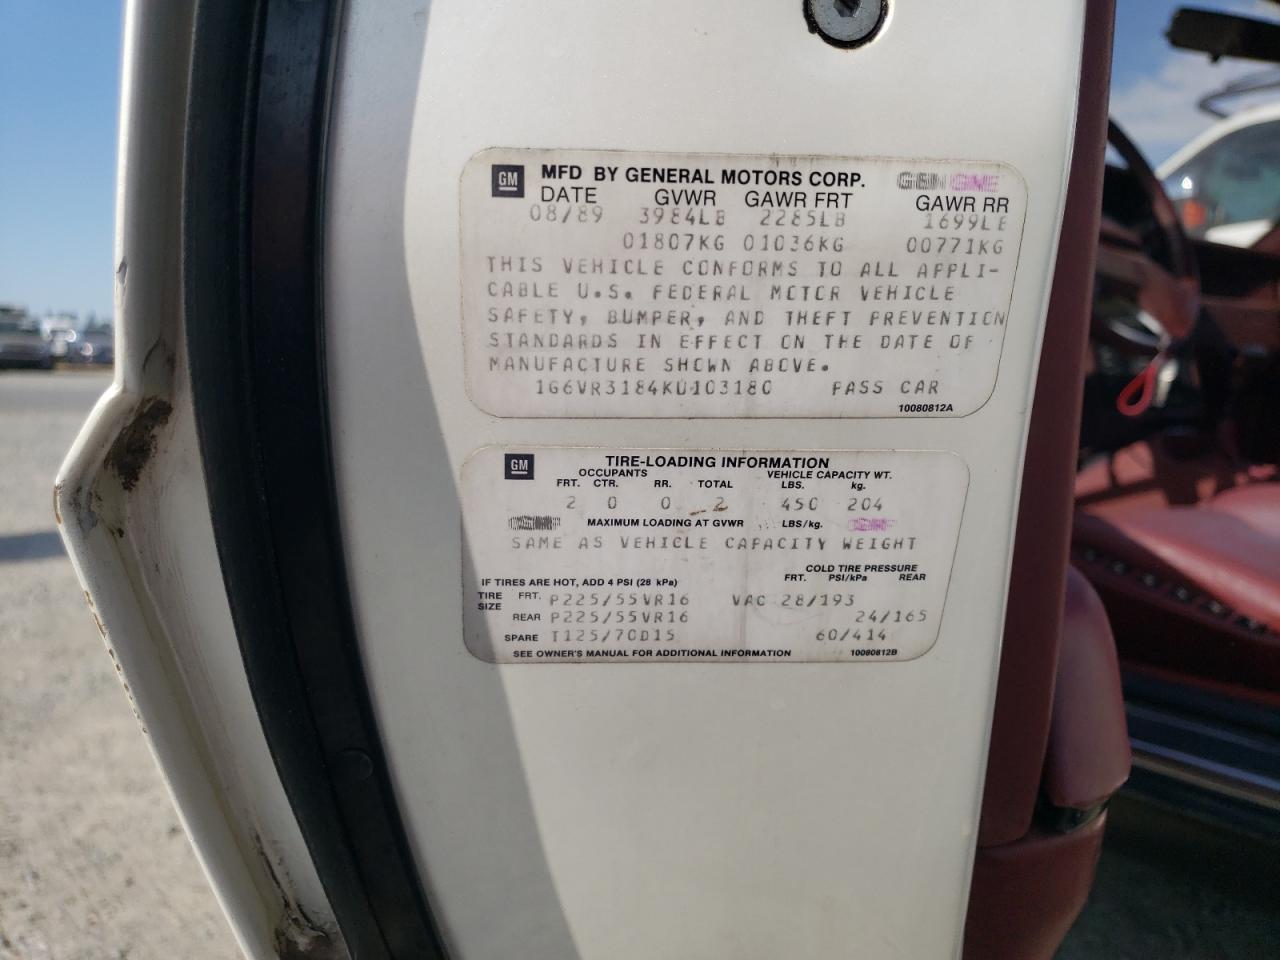 GM MFD BY GENERAL MOTORS CORP. GEN GME
DATE GVWR GAWR FRT GAWR RR
08/89 3984LB 2285LB 1699LB
01807KG 01036KG 00771KG
THIS VEHICLE CONFORMS TO ALL APPLI-
CABLE U.S. FEDERAL MOTOR VEHICLE
SAFETY, BUMPER, AND THEFT PREVENTION
STANDARDS IN EFFECT ON THE DATE OF
MANUFACTURE SHOWN ABOVE.
1G6VR3184KU103180 PASS CAR
10080812A
GM TIRE-LOADING INFORMATION
OCCUPANTS VEHICLE CAPACITY WT.
FRT. CTR. RR. TOTAL LBS. kg.
2 0 0 2 450 204
MAXIMUM LOADING AT GVWR LBS/kg.
SAME AS VEHICLE CAPACITY WEIGHT
COLD TIRE PRESSURE
IF TIRES ARE HOT, ADD 4 PSI (28 kPa) FRT. PSI/kPa REAR
TIRE SIZE FRT. P225/55VR16 VAC 28/193
REAR P225/55VR16 24/165
SPARE T125/70D15 60/414
SEE OWNER'S MANUAL FOR ADDITIONAL INFORMATION 10080812B